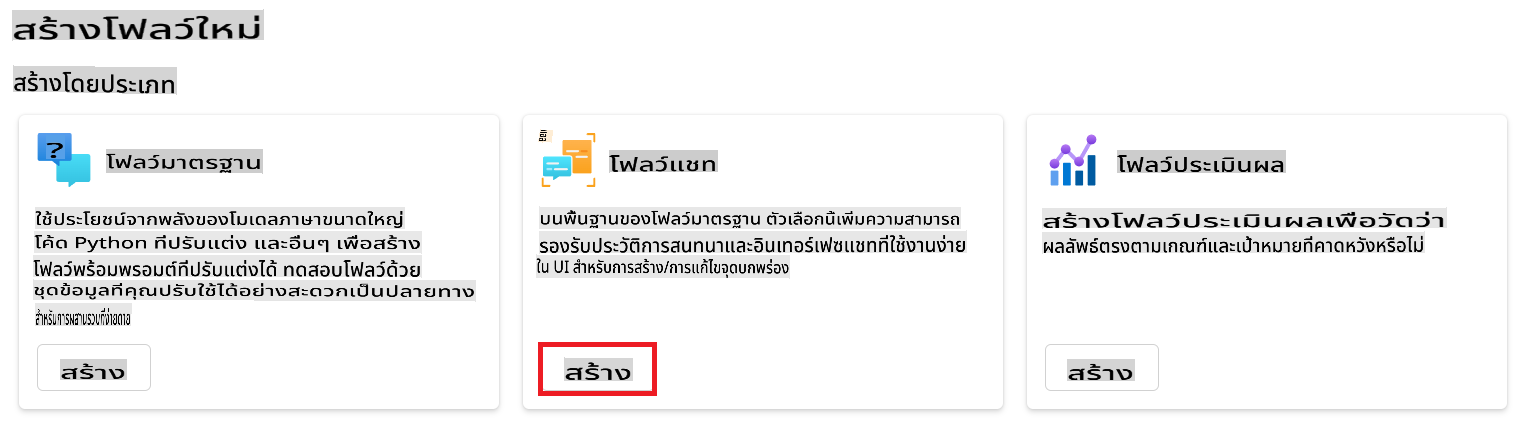 สร้างโฟลว์ใหม่
สร้างโดยประเภท
โฟลว์มาตรฐาน
ใช้ประโยชน์จากพลังของโมเดลภาษาขนาดใหญ่
โค้ด Python ที่ปรับแต่ง และอื่นๆ เพื่อสร้าง
โฟลว์พร้อมพรอมต์ที่ปรับแต่งได้ ทดสอบโฟลว์ด้วย
ชุดข้อมูลที่คุณปรับใช้ได้อย่างสะดวกเป็นปลายทาง
สำหรับการผสานรวมที่ง่ายดาย
สร้าง
โฟลว์แชท
บนพื้นฐานของโฟลว์มาตรฐาน ตัวเลือกนี้เพิ่มความสามารถ
รองรับประวัติการสนทนาและอินเทอร์เฟซแชทที่ใช้งานง่าย
ใน UI สำหรับการสร้าง/การแก้ไขจุดบกพร่อง
สร้าง
โฟลว์ประเมินผล
สร้างโฟลว์ประเมินผลเพื่อวัดว่า
ผลลัพธ์ตรงตามเกณฑ์และเป้าหมายที่คาดหวังหรือไม่
สร้าง